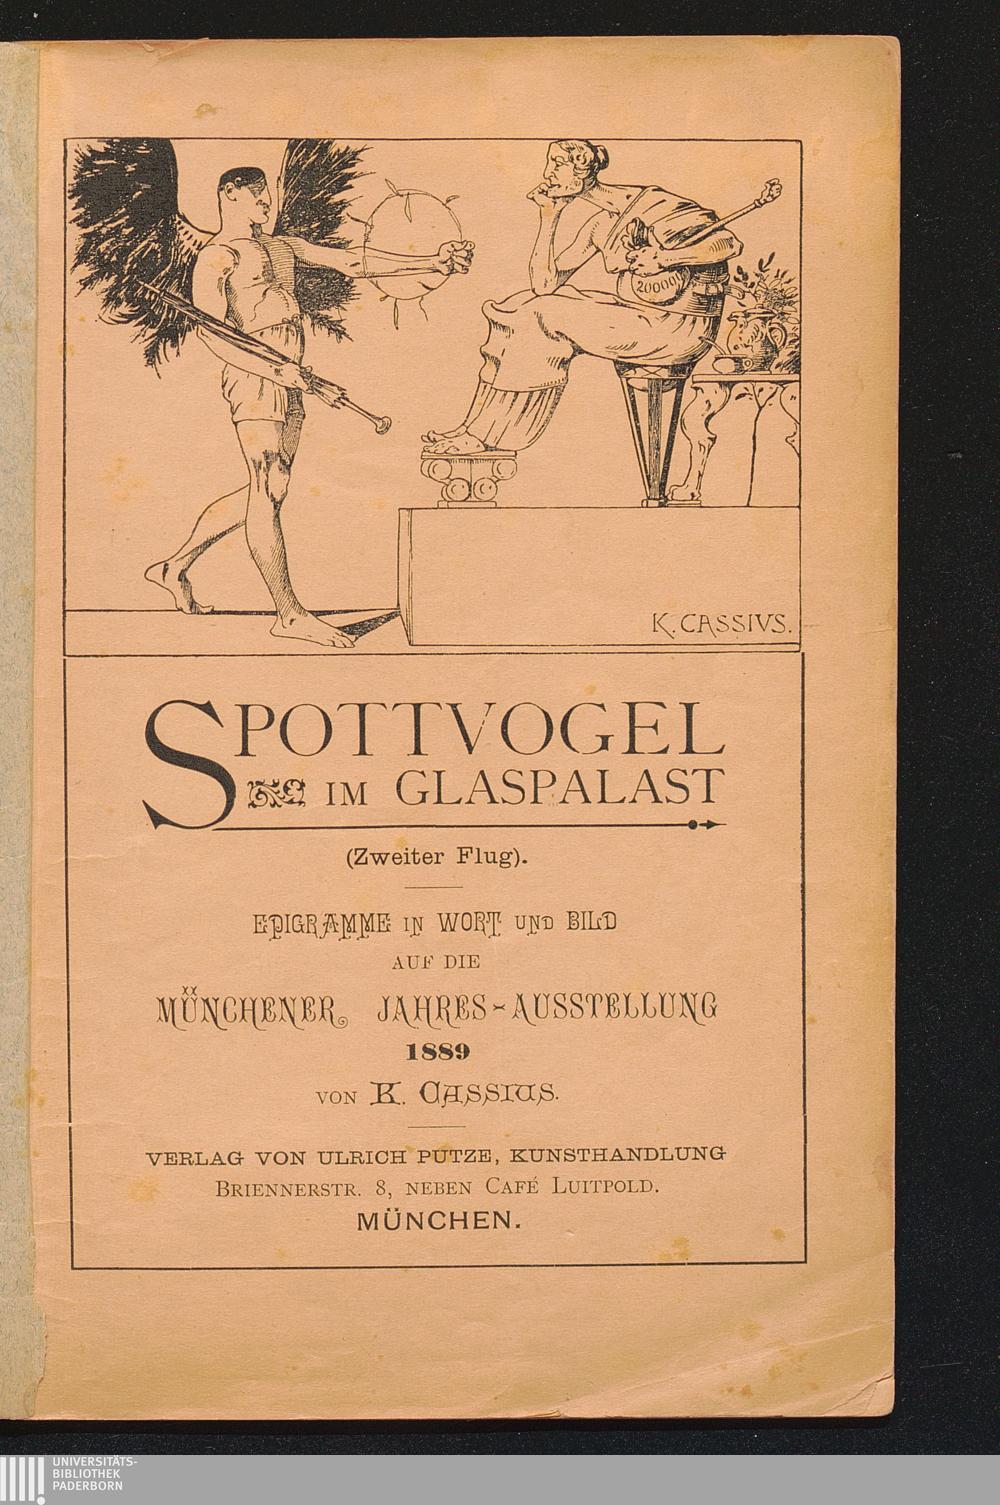 200000
K. CASSIVS.
SPOTTVOGEL
IM GLASPALAST
(Zweiter Flug).
EPIGRAMME IN WORT UND BILD
AUF DIE
MÜNCHENER JAHRES-AUSSTELLUNG
1889
VON K. CASSIUS.
VERLAG VON ULRICH PUTZE, KUNSTHANDLUNG
BRIENNERSTR. 8, NEBEN CAFÉ LUITPOLD.
MÜNCHEN.
UNIVERSITÄTS-
BIBLIOTHEK
PADERBORN